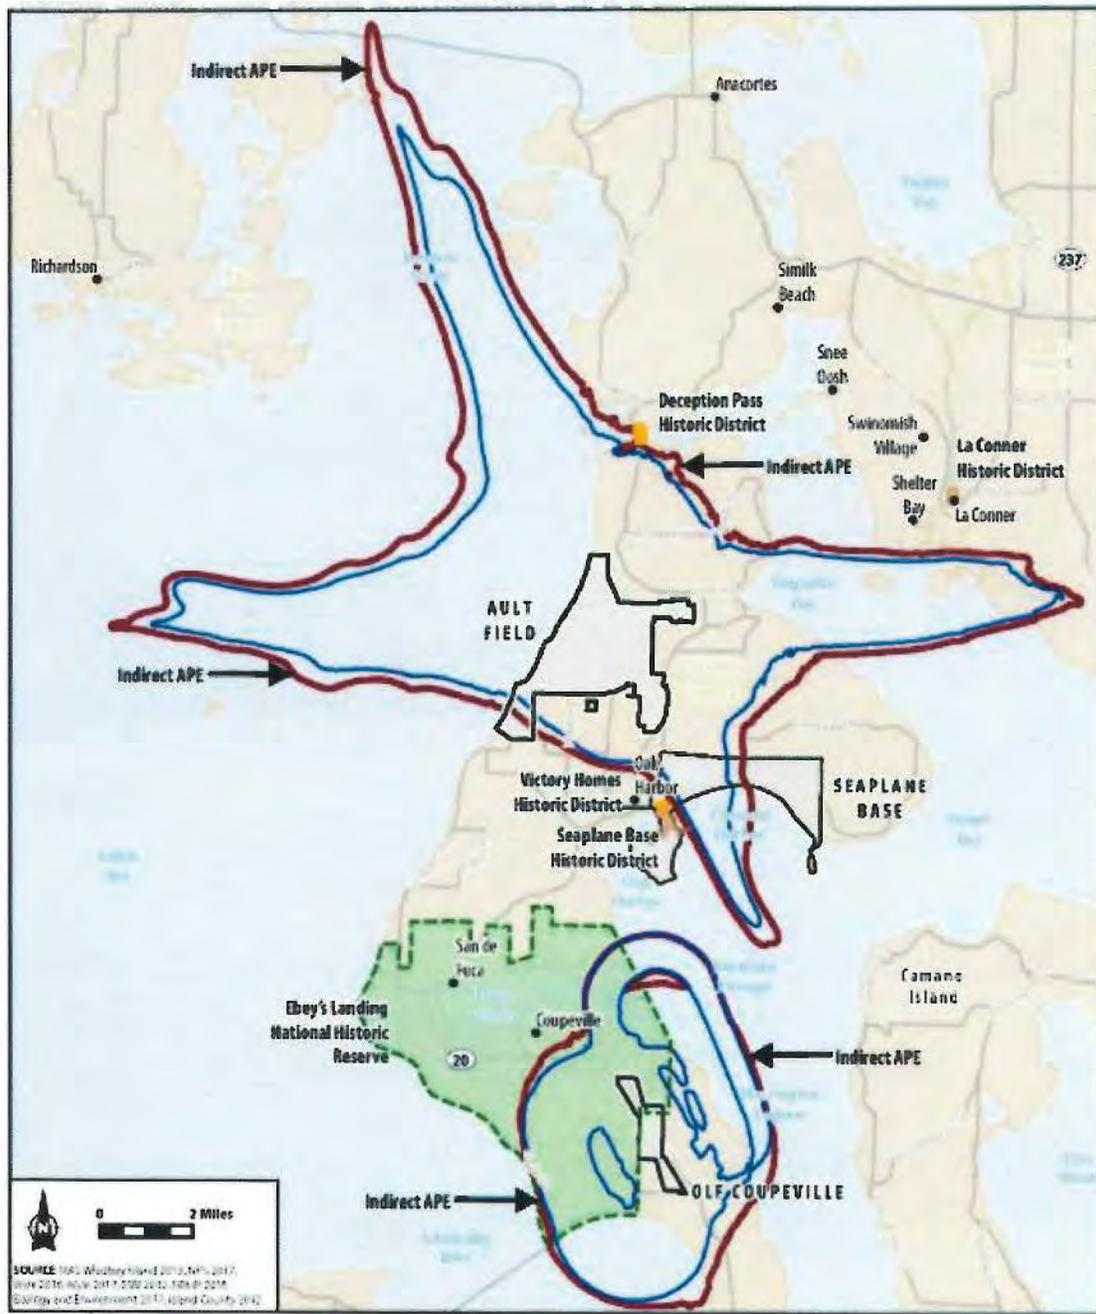 Indirect APE
Anacortes
237
Richardson
Similk
Beach
Snee
Oosh
Deception Pass
Historic District
Swinomish
Village
La Conner
Historic District
Indirect APE
Shelter
Bay
La Conner
AULT
FIELD
Indirect APE
Oak
Harbor
Victory Homes
Historic District
SEAPLANE
BASE
Seaplane Base
Historic District
San de
Fuca
Camano
Island
Ebey's Landing
National Historic
Reserve
Coupeville
20
Indirect APE
Indirect APE
OLF COUPEVILLE
N
0 2 Miles
SOURCE